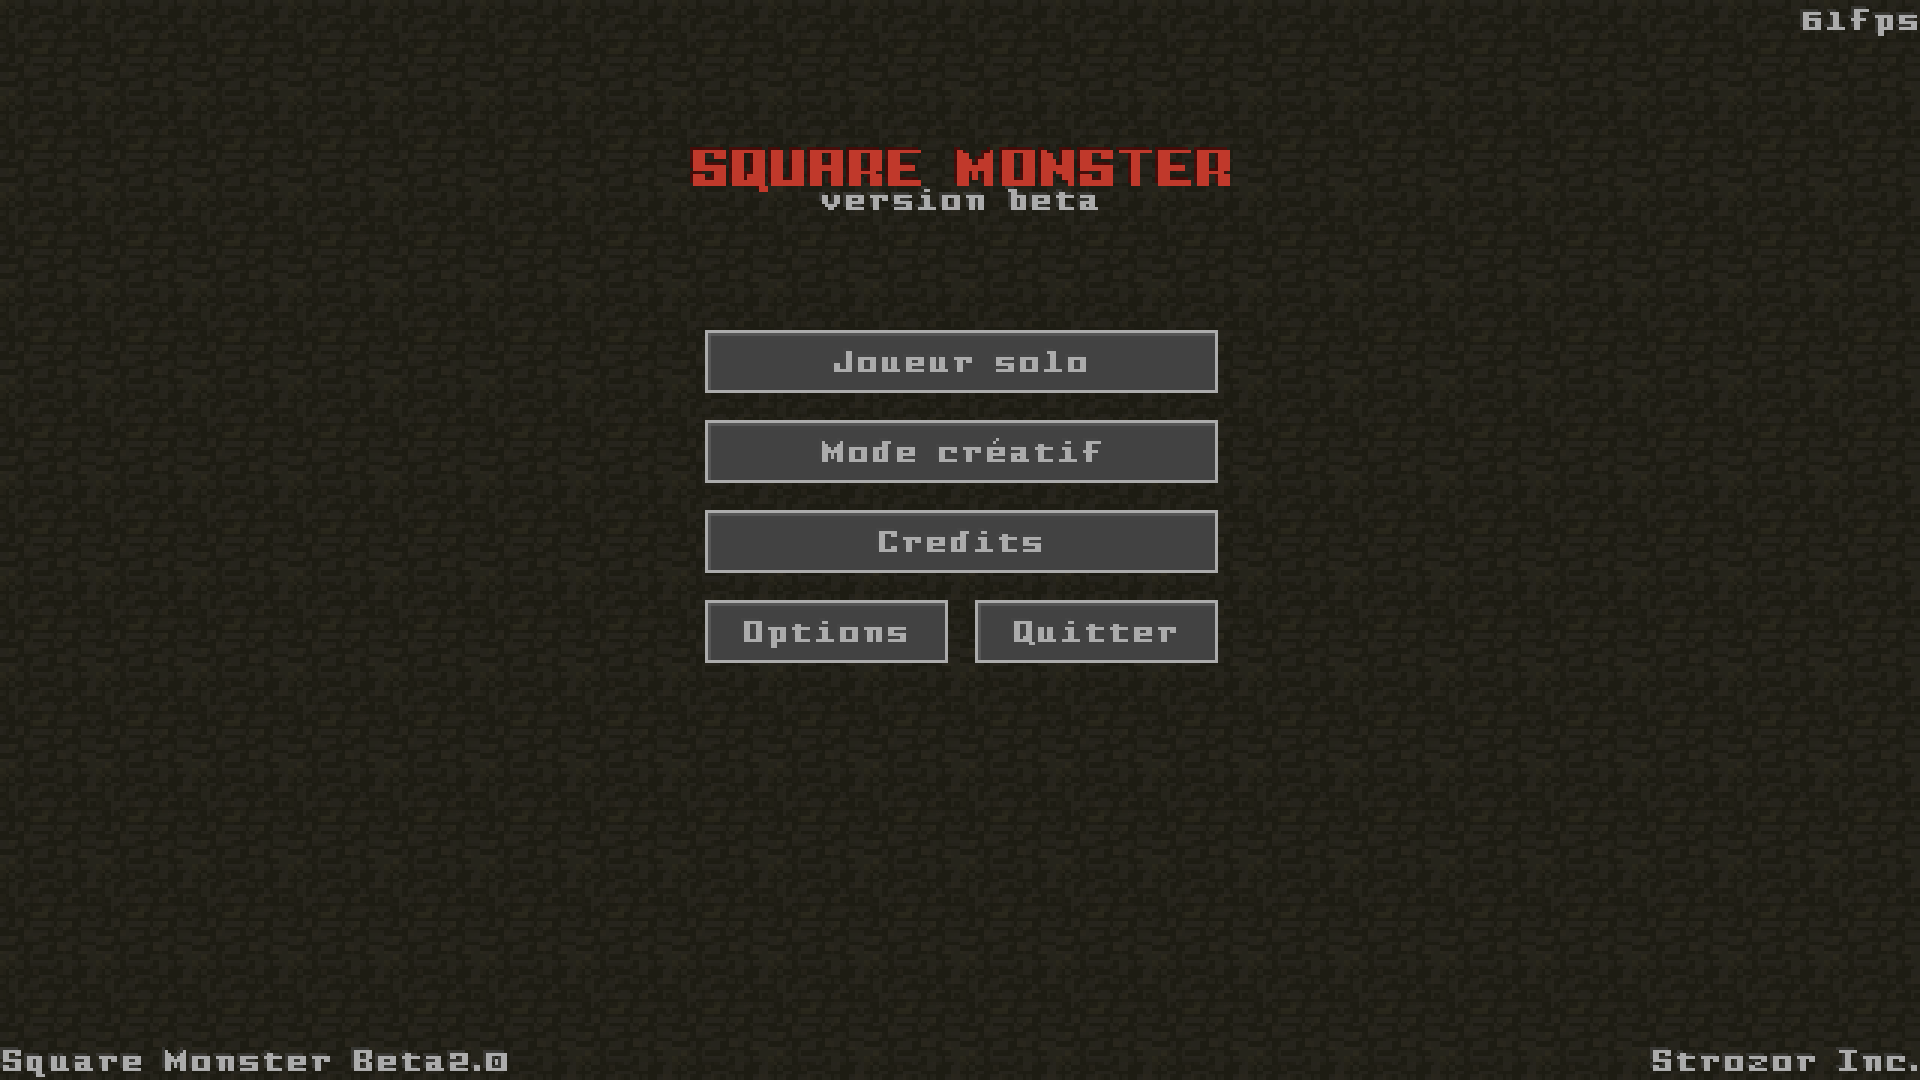 61fps
SQUARE MONSTER
version beta
Joueur solo
Mode créatif
Credits
Options
Quitter
Square Monster Beta2.0
Strozor Inc.